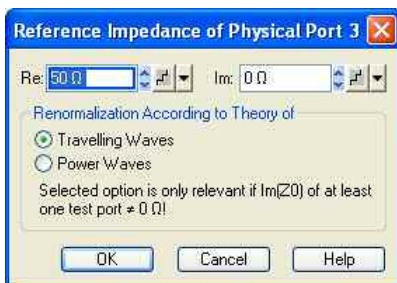 Reference Impedance of Physical Port 3
Re: 50 Ω Im: 0 Ω
Renormalization According to Theory of
Travelling Waves
Power Waves
Selected option is only relevant if Im(Z0) of at least
one test port ≠ 0 Ω!
OK Cancel Help